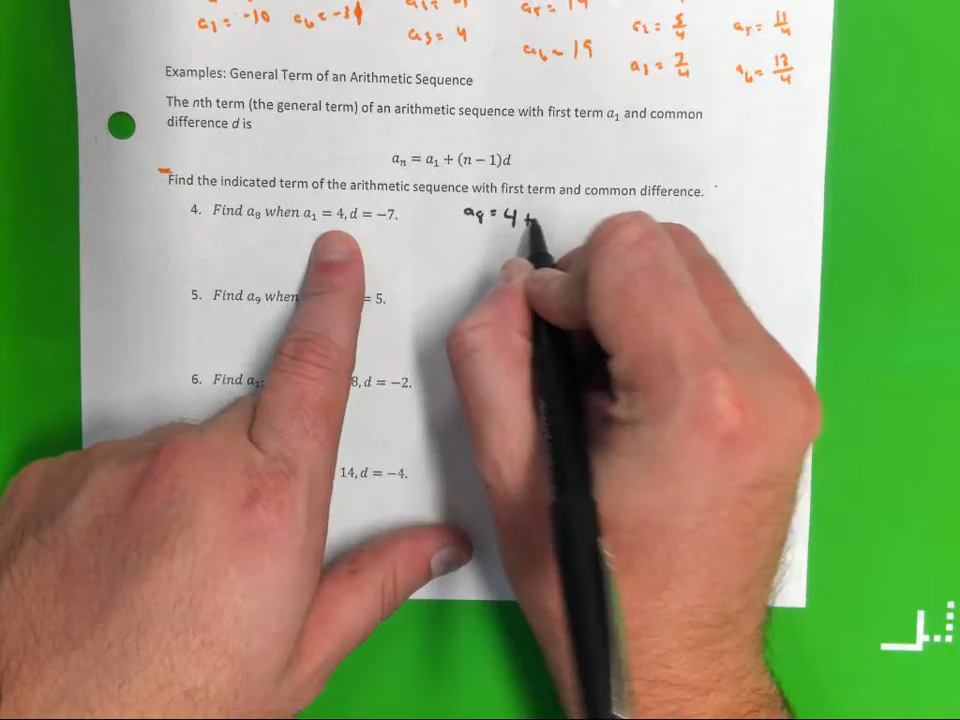 a₁ = -10 a₆ = -31
a₃ = 4
a₆ = 19
a₂ = 5/4 a₅ = 11/4
a₃ = 7/4 a₆ = 13/4
Examples: General Term of an Arithmetic Sequence
The nth term (the general term) of an arithmetic sequence with first term a₁ and common
difference d is
aₙ = a₁ + (n − 1)d
Find the indicated term of the arithmetic sequence with first term and common difference.
4. Find a₈ when a₁ = 4, d = −7. a₈ = 4 +
5. Find a₉ when = 5.
6. Find 8, d = −2.
14, d = −4.